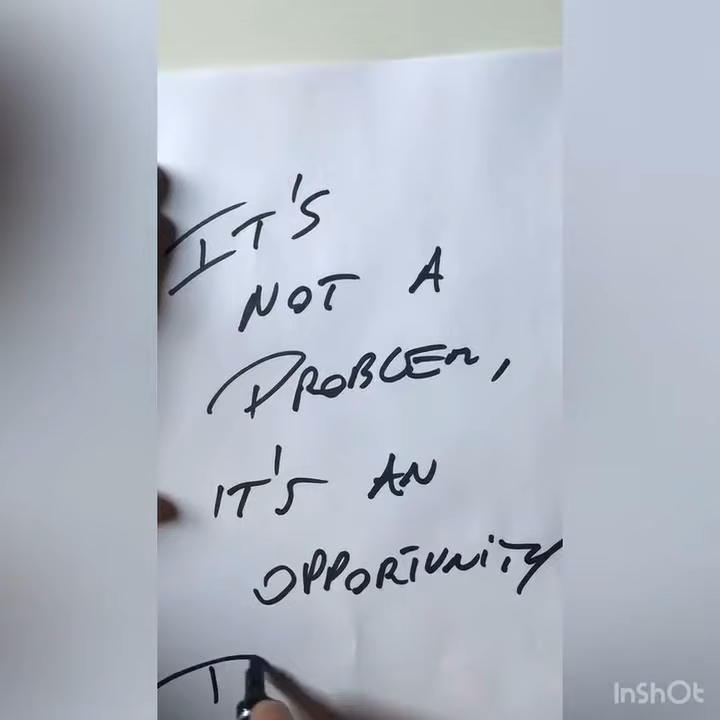 IT'S
NOT A
PROBLEM,
IT'S AN
OPPORTUNITY
InShOt